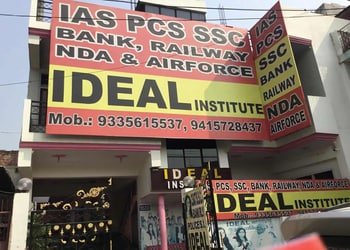 IAS PCS SSC
BANK, RAILWAY
NDA & AIRFORCE
IDEAL INSTITUTE
Mob.: 9335615537, 9415728437
IAS
PCS
SSC
BANK
RAILWAY
NDA
AIRFORCE
IDEAL
PCS, SSC, BANK, RAILWAY, NDA & AIRFORCE
IDEAL INSTITUTE
IDEAL